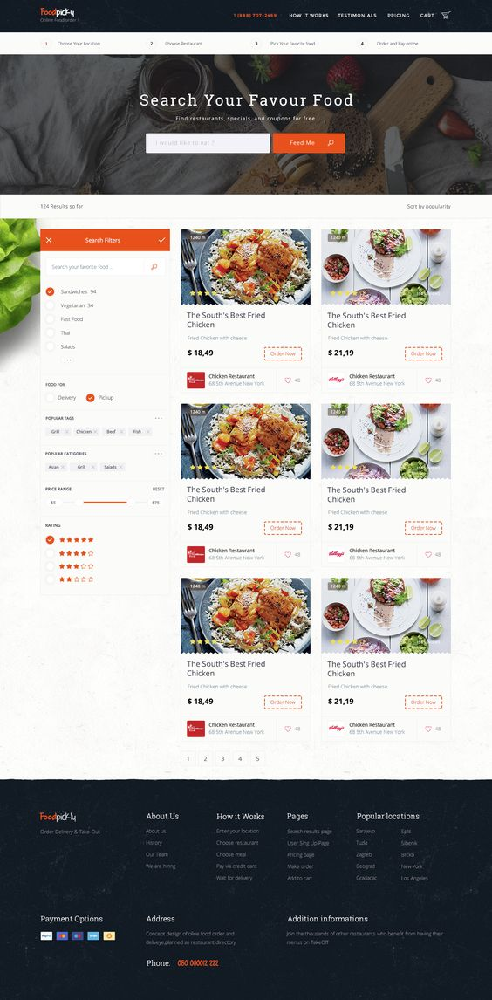 Foodpick-ly
Online Food order !
1 (888) 707-2489
HOW IT WORKS
TESTIMONIALS
PRICING
CART
1 Choose Your Location
2 Choose Restaurant
3 Pick Your favorite food
4 Order and Pay online
Search Your Favour Food
Find restaurants, specials, and coupons for free
I would like to eat ?
Feed Me
124 Results so far
Sort by popularity
Search Filters
Search your favorite food ..
Sandwiches 94
Vegetarian 34
Fast Food
Thai
Salads
FOOD FOR
Delivery
Pickup
POPULAR TAGS
Grill
Chicken
Beef
Fish
POPULAR CATEGORIES
Asian
Grill
Salads
PRICE RANGE
RESET
$5
$75
RATING
1240 m
The South's Best Fried
Chicken
Fried Chicken with cheese
$ 18,49
Order Now
Chicken Restaurant
68 5th Avenue New York
48
1240 m
The South's Best Fried
Chicken
Fried Chicken with cheese
$ 21,19
Order Now
Kellogg's
Chicken Restaurant
68 5th Avenue New York
48
1240 m
The South's Best Fried
Chicken
Fried Chicken with cheese
$ 18,49
Order Now
Chicken Restaurant
68 5th Avenue New York
48
1240 m
The South's Best Fried
Chicken
Fried Chicken with cheese
$ 21,19
Order Now
Kellogg's
Chicken Restaurant
68 5th Avenue New York
48
1240 m
The South's Best Fried
Chicken
Fried Chicken with cheese
$ 18,49
Order Now
Chicken Restaurant
68 5th Avenue New York
48
1240 m
The South's Best Fried
Chicken
Fried Chicken with cheese
$ 21,19
Order Now
Kellogg's
Chicken Restaurant
68 5th Avenue New York
48
1 2 3 4 5
Foodpick-ly
Order Delivery & Take-Out
About Us
About us
History
Our Team
We are hiring
How it Works
Enter your location
Choose restaurant
Choose meal
Pay via credit card
Wait for delivery
Pages
Search results page
User Sing Up Page
Pricing page
Make order
Add to cart
Popular locations
Sarajevo
Tuzla
Zagreb
Beograd
Gradacac
Split
Sibenik
Brcko
New York
Los Angeles
Payment Options
PayPal
Address
Concept design of oline food order and
deliveye,planned as restaurant directory
Phone: 080 000012 222
Addition informations
Join the thousands of other restaurants who benefit from having their
menus on TakeOff